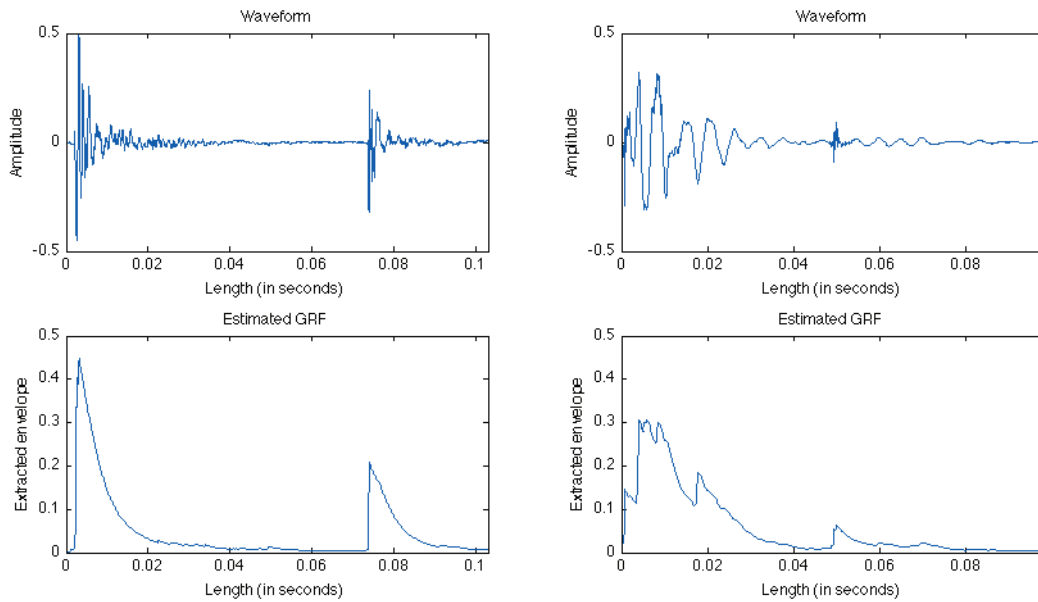 Waveform
0.5
0
-0.5
Amplitude
0 0.02 0.04 0.06 0.08 0.1
Length (in seconds)
Waveform
0.5
0
-0.5
Amplitude
0 0.02 0.04 0.06 0.08
Length (in seconds)
Estimated GRF
0.5
0.4
0.3
0.2
0.1
0
Extracted envelope
0 0.02 0.04 0.06 0.08 0.1
Length (in seconds)
Estimated GRF
0.5
0.4
0.3
0.2
0.1
0
Extracted envelope
0 0.02 0.04 0.06 0.08
Length (in seconds)